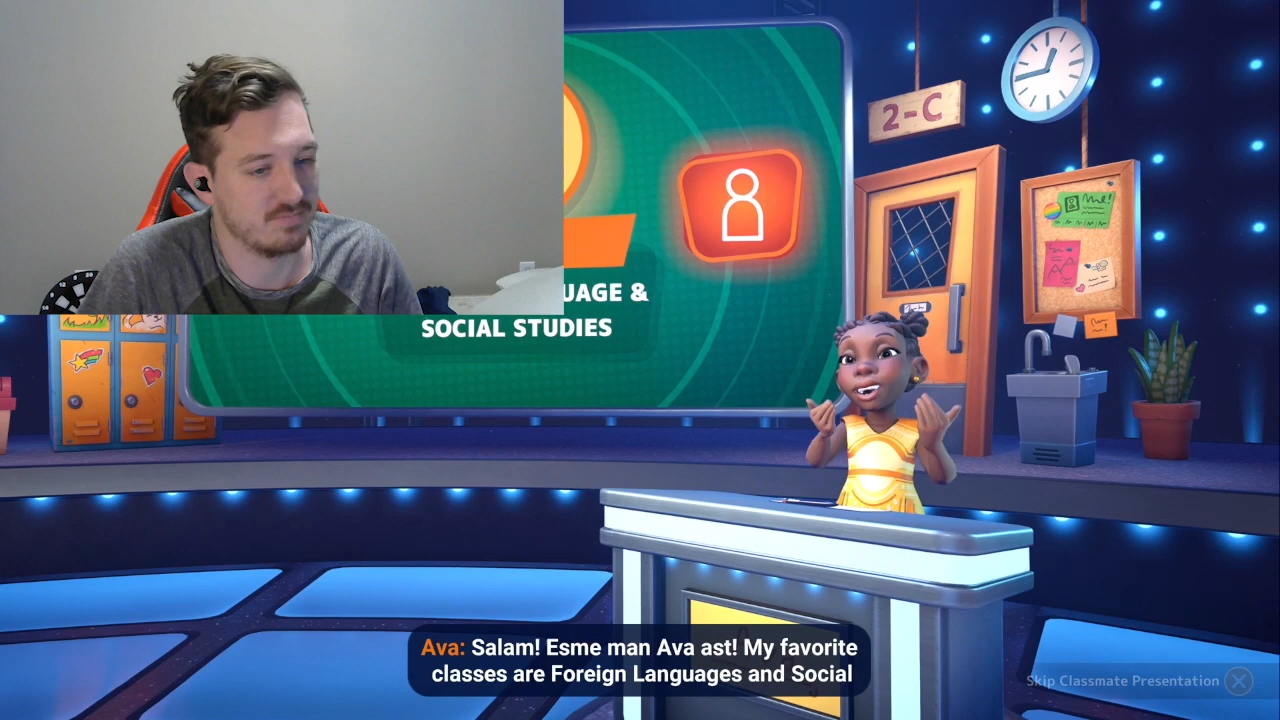 2-C
Me!
UAGE &
SOCIAL STUDIES
Ava: Salam! Esme man Ava ast! My favorite
classes are Foreign Languages and Social
Skip Classmate Presentation